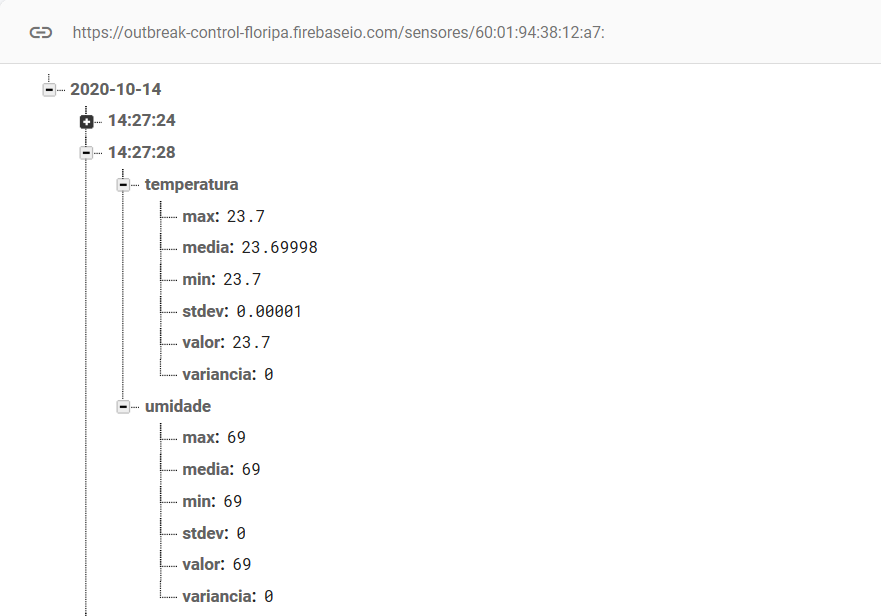 https://outbreak-control-floripa.firebaseio.com/sensores/60:01:94:38:12:a7:
2020-10-14
14:27:24
14:27:28
temperatura
max: 23.7
media: 23.69998
min: 23.7
stdev: 0.00001
valor: 23.7
variancia: 0
umidade
max: 69
media: 69
min: 69
stdev: 0
valor: 69
variancia: 0